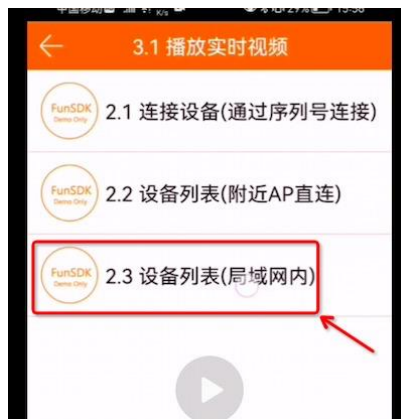 3.1 播放实时视频
FunSDK
Demo Only
2.1 连接设备(通过序列号连接)
FunSDK
Demo Only
2.2 设备列表(附近AP直连)
FunSDK
Demo Only
2.3 设备列表(局域网内)